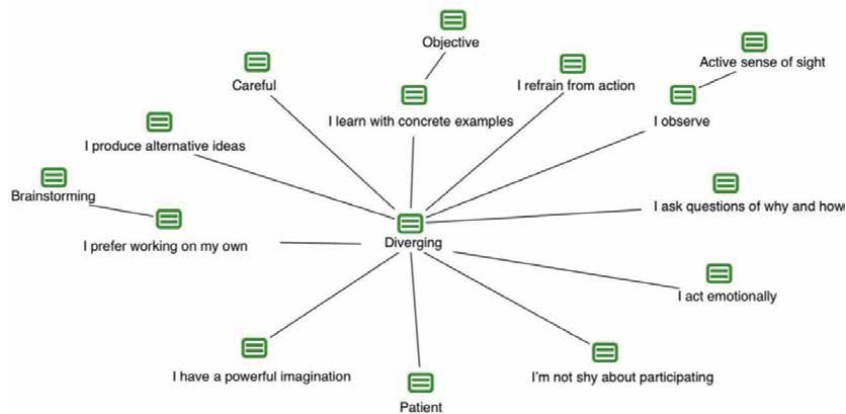 Objective
Active sense of sight
Careful
I refrain from action
I learn with concrete examples
I observe
I produce alternative ideas
Brainstorming
I ask questions of why and how
I prefer working on my own
Diverging
I act emotionally
I have a powerful imagination
I'm not shy about participating
Patient